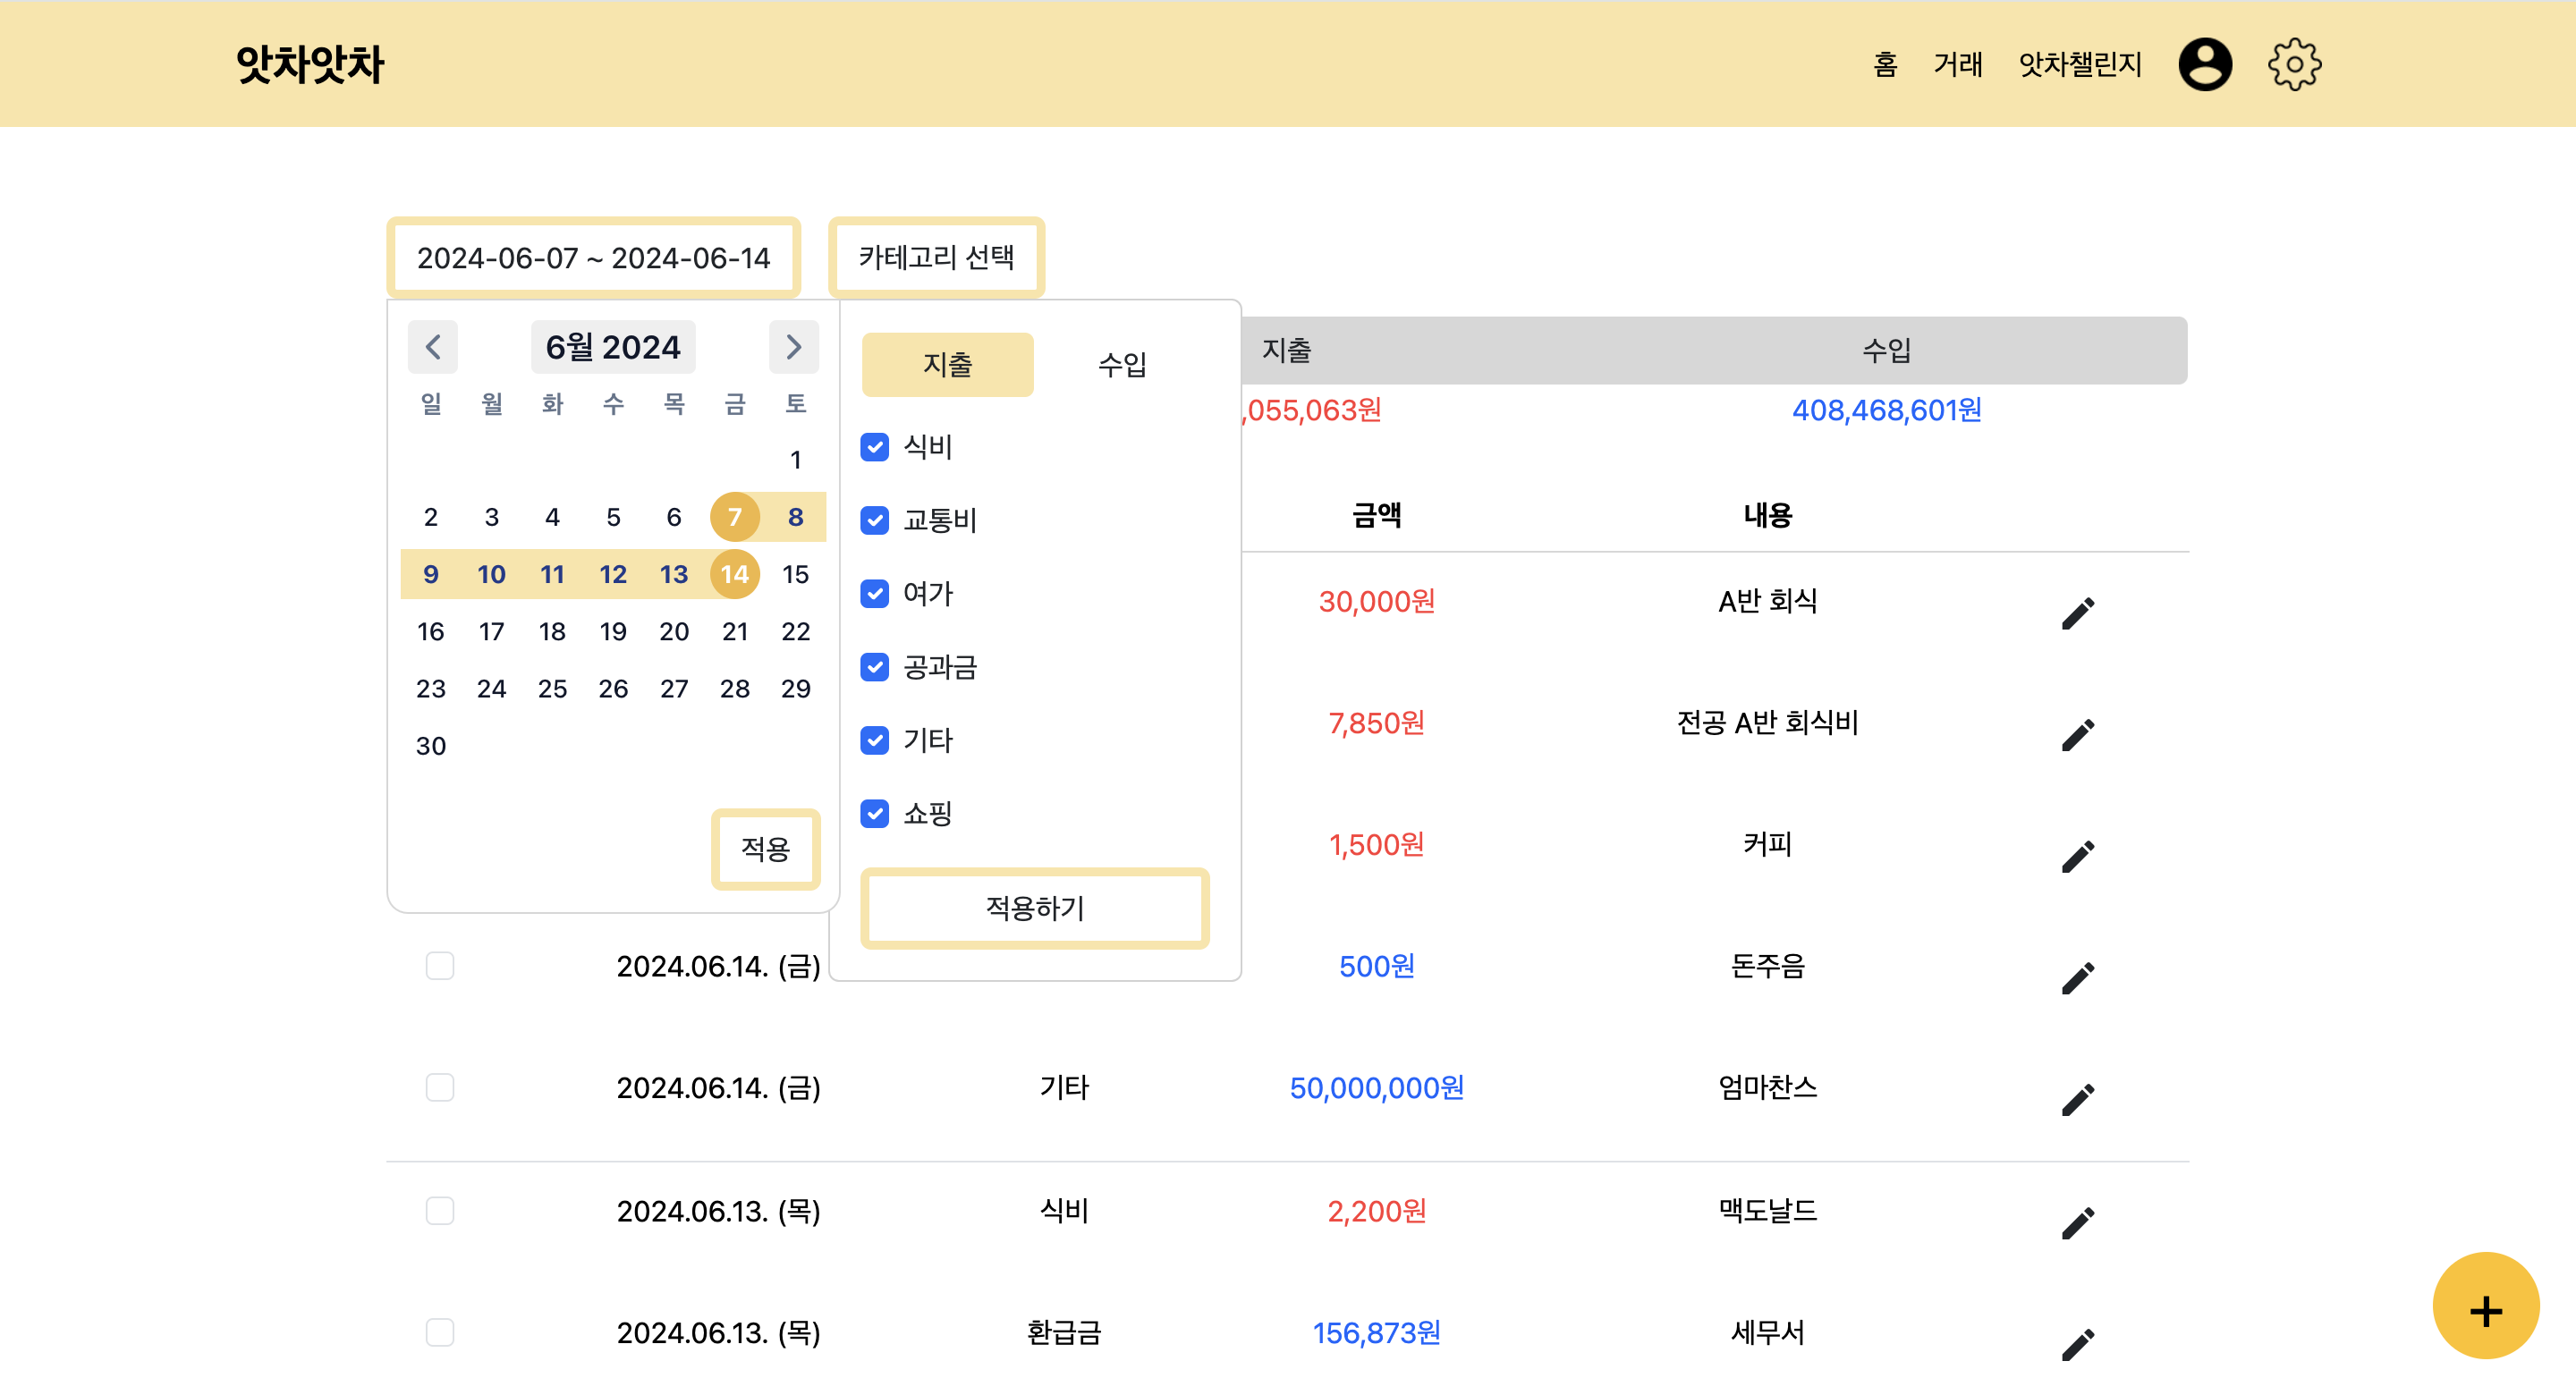 앗차앗차
홈 거래 앗차챌린지
2024-06-07 ~ 2024-06-14
카테고리 선택
6월 2024
일 월 화 수 목 금 토
1
2 3 4 5 6 7 8
9 10 11 12 13 14 15
16 17 18 19 20 21 22
23 24 25 26 27 28 29
30
적용
지출 수입
식비
교통비
여가
공과금
기타
쇼핑
적용하기
지출 수입
,055,063원 408,468,601원
금액 내용
30,000원 A반 회식
7,850원 전공 A반 회식비
1,500원 커피
2024.06.14. (금) 500원 돈주음
2024.06.14. (금) 기타 50,000,000원 엄마찬스
2024.06.13. (목) 식비 2,200원 맥도날드
2024.06.13. (목) 환급금 156,873원 세무서
+